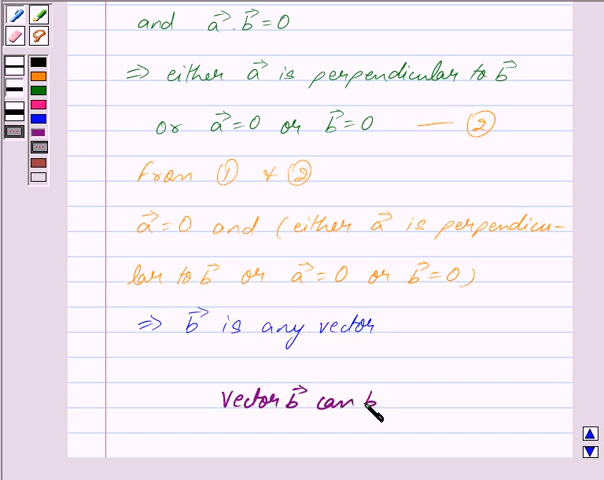 and a⃗ . b⃗ = 0
⇒ either a⃗ is perpendicular to b⃗
or a⃗ = 0 or b⃗ = 0 — ②
from ① & ②
a⃗ = 0 and (either a⃗ is perpendicu-
lar to b⃗ or a⃗ = 0 or b⃗ = 0)
⇒ b⃗ is any vector
vector b⃗ can b